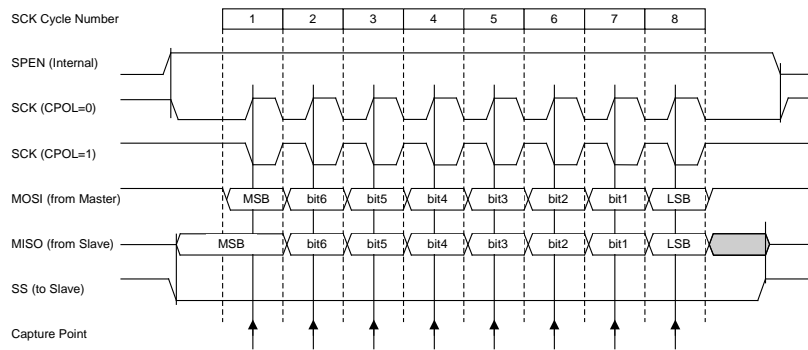 SCK Cycle Number 1 2 3 4 5 6 7 8
SPEN (Internal)
SCK (CPOL=0)
SCK (CPOL=1)
MOSI (from Master) MSB bit6 bit5 bit4 bit3 bit2 bit1 LSB
MISO (from Slave) MSB bit6 bit5 bit4 bit3 bit2 bit1 LSB
SS (to Slave)
Capture Point